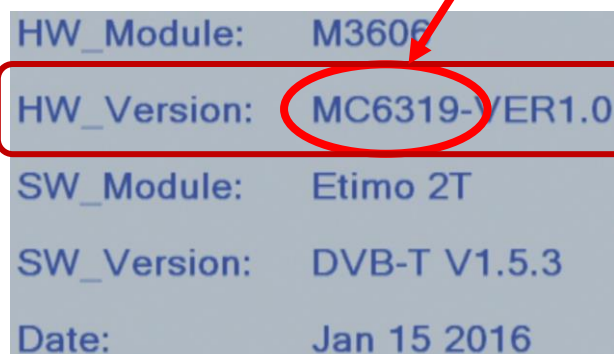 HW_Module: M3606
HW_Version: MC6319-VER1.0
SW_Module: Etimo 2T
SW_Version: DVB-T V1.5.3
Date: Jan 15 2016